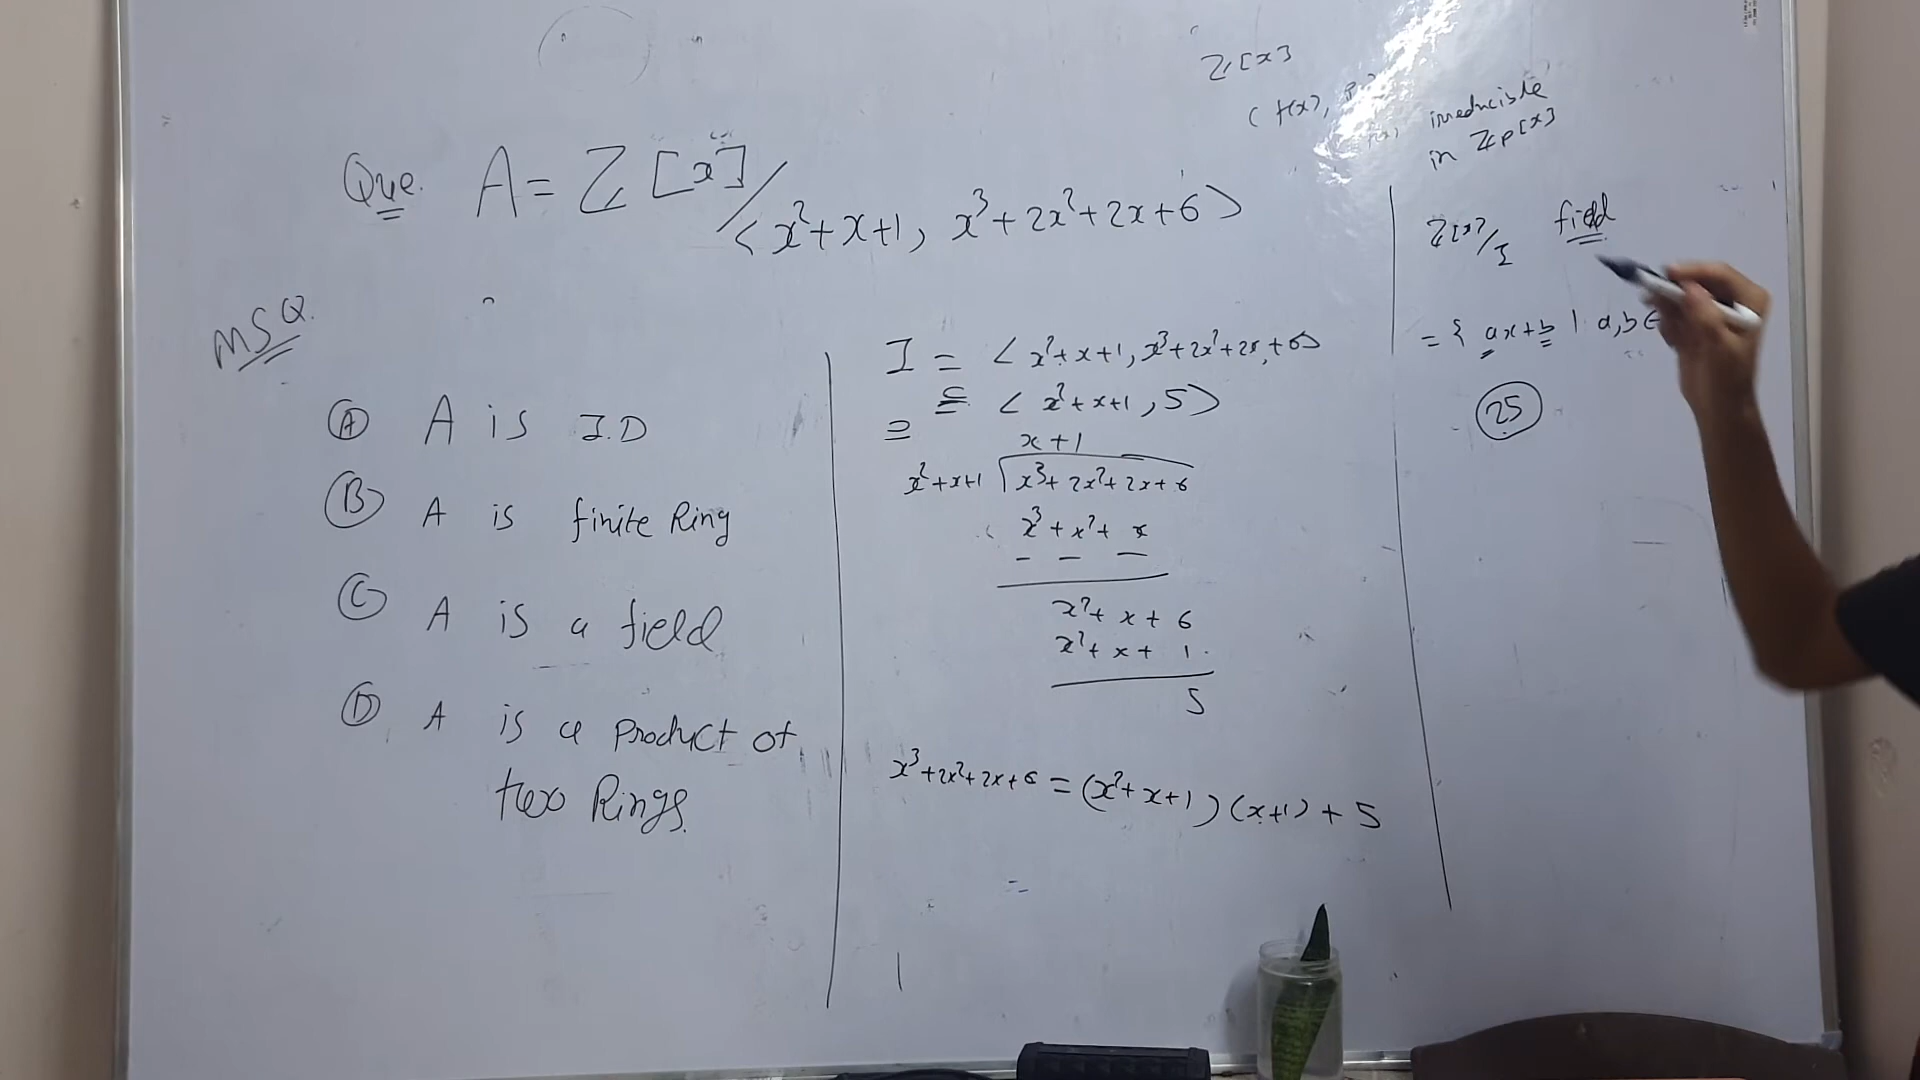 Z[x]
(f(x), P
irreducible
in Zp[x]
Que. A = Z[x]/<x²+x+1, x³+2x²+2x+6>
MSQ.
Ⓐ A is I.D
Ⓑ A is finite Ring
Ⓒ A is a field
Ⓓ A is a product of
two Rings.
I = <x²+x+1, x³+2x²+2x+6>
<x²+x+1, 5>
x+1
x²+x+1 x³+2x²+2x+6
x³+x²+x
- - -
x²+x+6
x²+x+1.
5
x³+2x²+2x+6 = (x²+x+1)(x+1)+5
Z[x]/I field
= { ax+b | a,b ∈
25